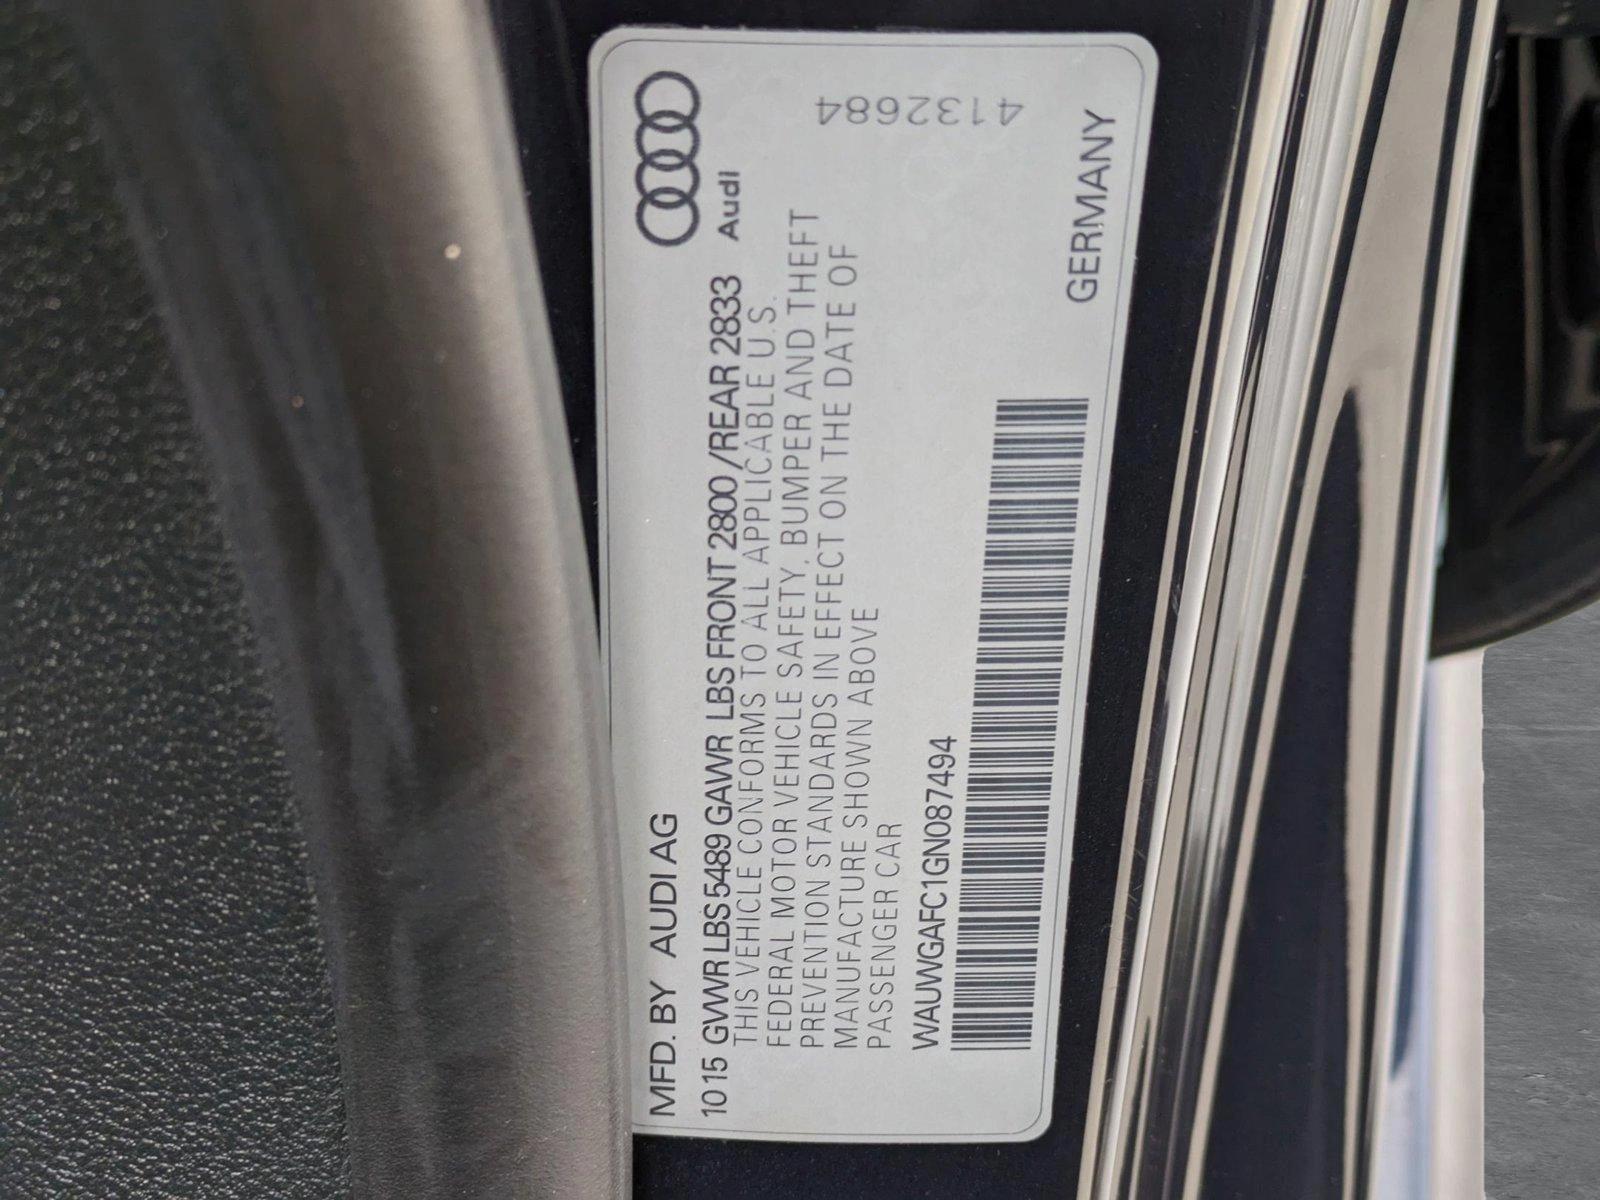 MFD. BY AUDI AG
Audi
10 15 GVWR LBS 5489 GAWR LBS FRONT 2800 /REAR 2833
THIS VEHICLE CONFORMS TO ALL APPLICABLE U.S.
FEDERAL MOTOR VEHICLE SAFETY, BUMPER AND THEFT
PREVENTION STANDARDS IN EFFECT ON THE DATE OF
MANUFACTURE SHOWN ABOVE
PASSENGER CAR
4132684
WAUWGAFC1GN087494
GERMANY